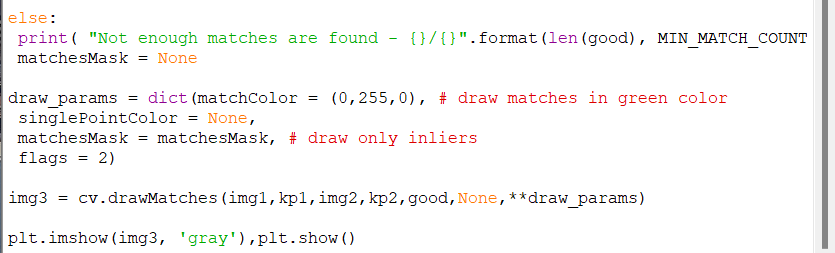 else:
 print( "Not enough matches are found - {}/{}".format(len(good), MIN_MATCH_COUNT
 matchesMask = None
draw_params = dict(matchColor = (0,255,0), # draw matches in green color
 singlePointColor = None,
 matchesMask = matchesMask, # draw only inliers
 flags = 2)
img3 = cv.drawMatches(img1,kp1,img2,kp2,good,None,**draw_params)
plt.imshow(img3, 'gray'),plt.show()